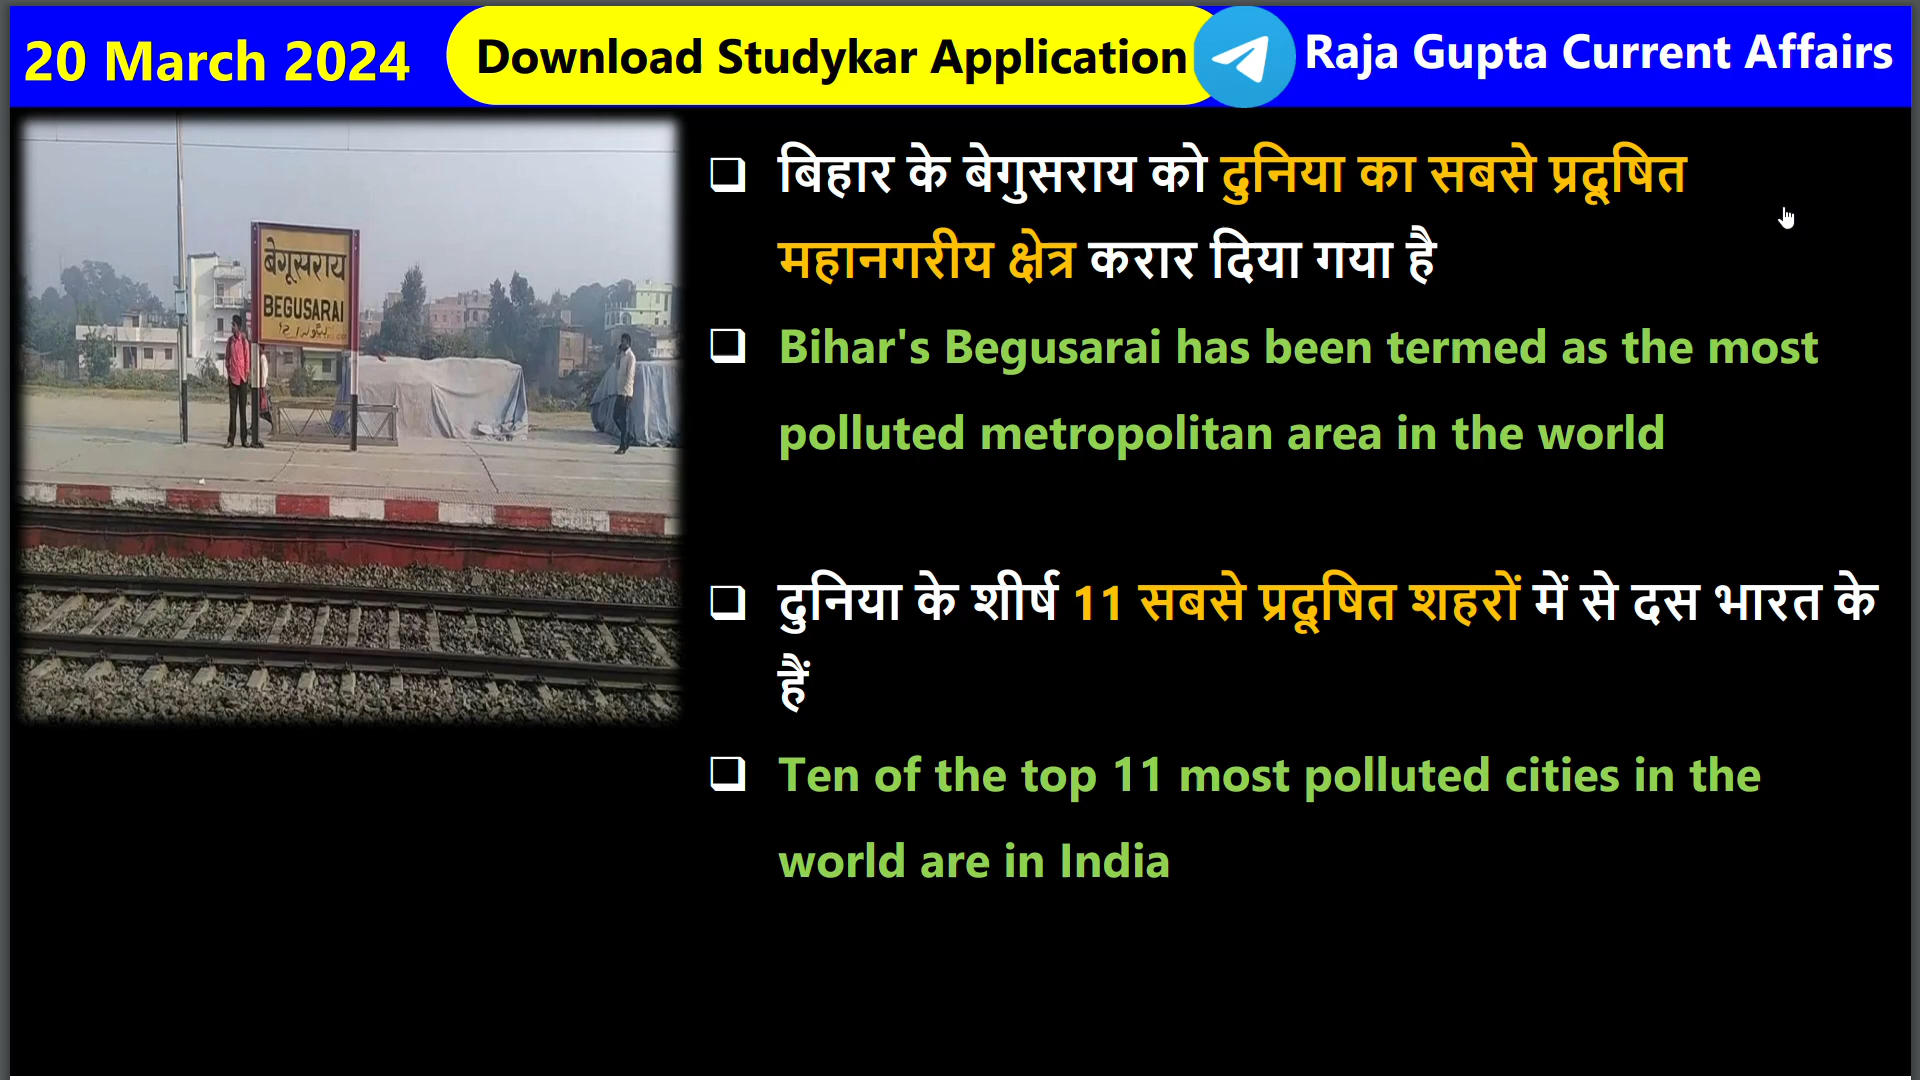 20 March 2024
Download Studykar Application
Raja Gupta Current Affairs
बेगूसराय
BEGUSARAI
❑ बिहार के बेगुसराय को दुनिया का सबसे प्रदूषित
महानगरीय क्षेत्र करार दिया गया है
❑ Bihar's Begusarai has been termed as the most
polluted metropolitan area in the world
❑ दुनिया के शीर्ष 11 सबसे प्रदूषित शहरों में से दस भारत के
हैं
❑ Ten of the top 11 most polluted cities in the
world are in India